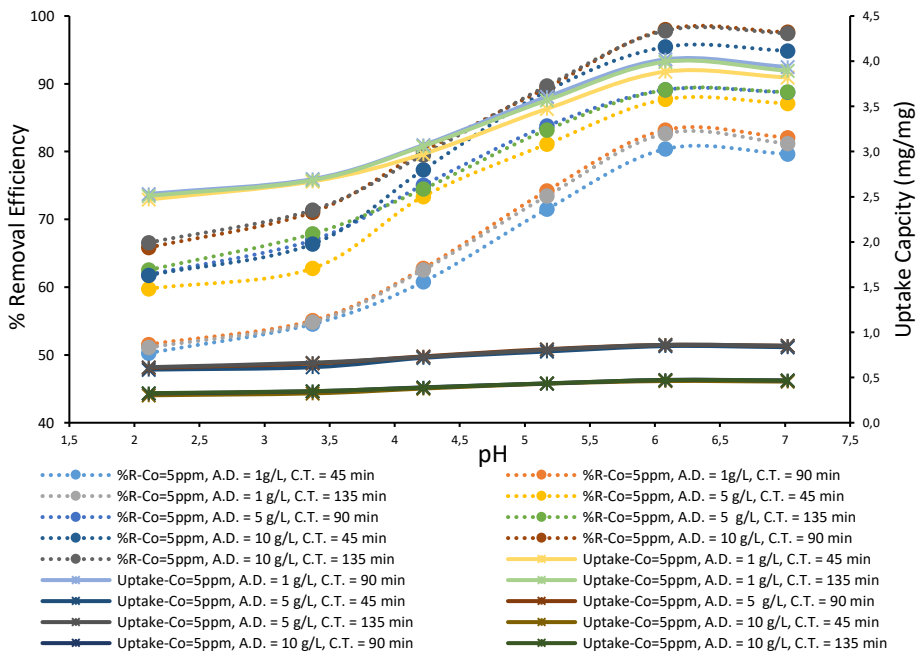 100
90
80
70
60
50
40
% Removal Efficiency
4,5
4,0
3,5
3,0
2,5
2,0
1,5
1,0
0,5
0,0
Uptake Capcity (mg/mg)
1,5 2,5 3,5 4,5 5,5 6,5 7,5
pH
%R-Co=5ppm, A.D. = 1g/L, C.T. = 45 min %R-Co=5ppm, A.D. = 1g/L, C.T. = 90 min
%R-Co=5ppm, A.D. = 1 g/L, C.T. = 135 min %R-Co=5ppm, A.D. = 5 g/L, C.T. = 45 min
%R-Co=5ppm, A.D. = 5 g/L, C.T. = 90 min %R-Co=5ppm, A.D. = 5 g/L, C.T. = 135 min
%R-Co=5ppm, A.D. = 10 g/L, C.T. = 45 min %R-Co=5ppm, A.D. = 10 g/L, C.T. = 90 min
%R-Co=5ppm, A.D. = 10 g/L, C.T. = 135 min Uptake-Co=5ppm, A.D. = 1 g/L, C.T. = 45 min
Uptake-Co=5ppm, A.D. = 1 g/L, C.T. = 90 min Uptake-Co=5ppm, A.D. = 1 g/L, C.T. = 135 min
Uptake-Co=5ppm, A.D. = 5 g/L, C.T. = 45 min Uptake-Co=5ppm, A.D. = 5 g/L, C.T. = 90 min
Uptake-Co=5ppm, A.D. = 5 g/L, C.T. = 135 min Uptake-Co=5ppm, A.D. = 10 g/L, C.T. = 45 min
Uptake-Co=5ppm, A.D. = 10 g/L, C.T. = 90 min Uptake-Co=5ppm, A.D. = 10 g/L, C.T. = 135 min